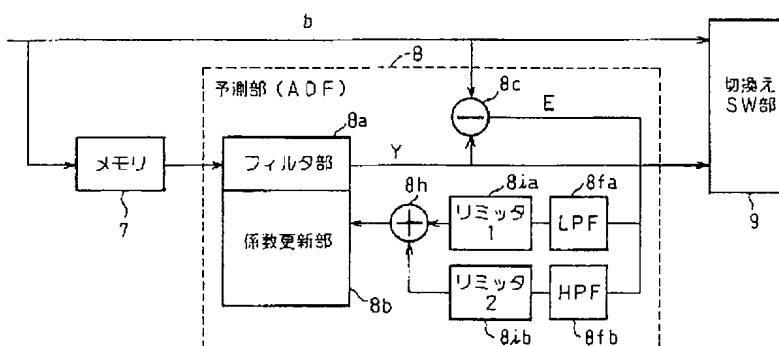 b
8
予測部(ADF)
8c
E
切換え
SW部
9
メモリ
7
8a
フィルタ部
Y
係数更新部
8b
8h
8ia
リミッタ
1
8fa
LPF
リミッタ
2
8ib
HPF
8fb